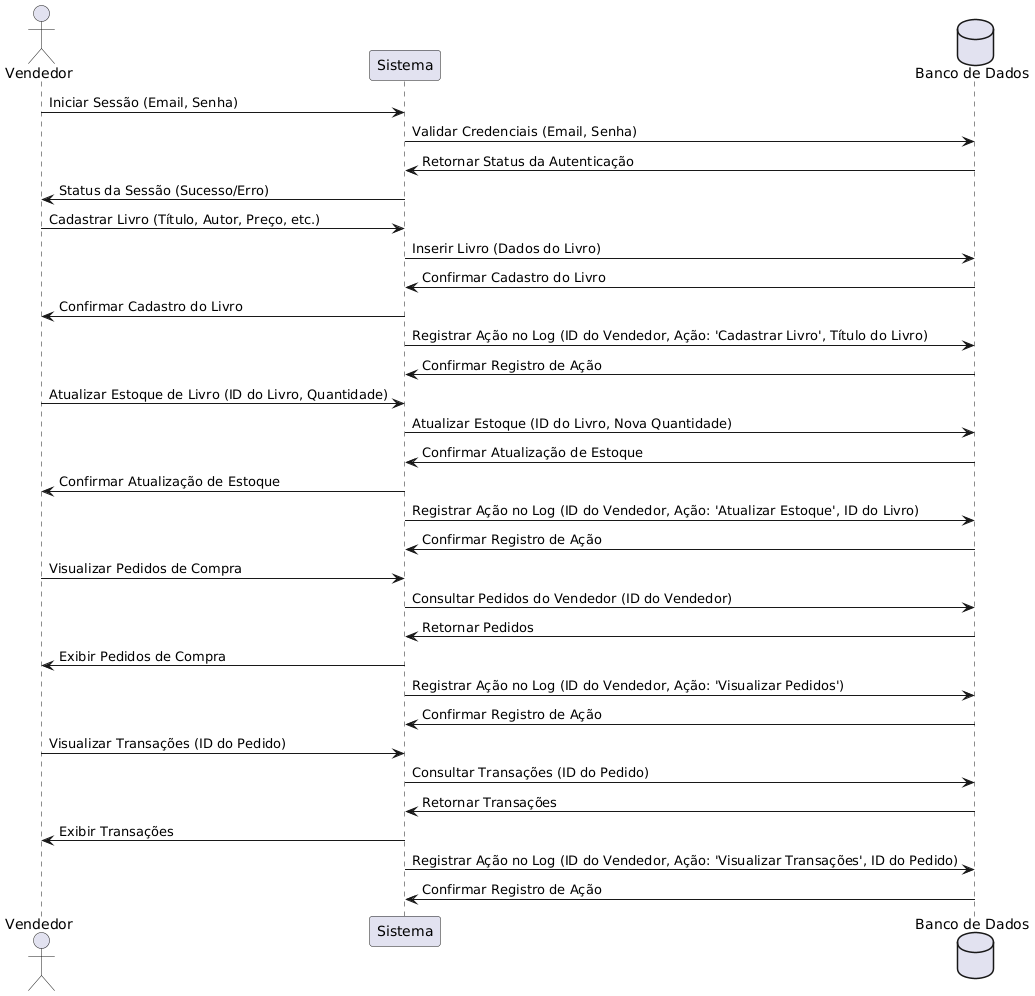 Vendedor
Sistema
Banco de Dados
Iniciar Sessão (Email, Senha)
Validar Credenciais (Email, Senha)
Retornar Status da Autenticação
Status da Sessão (Sucesso/Erro)
Cadastrar Livro (Título, Autor, Preço, etc.)
Inserir Livro (Dados do Livro)
Confirmar Cadastro do Livro
Confirmar Cadastro do Livro
Registrar Ação no Log (ID do Vendedor, Ação: 'Cadastrar Livro', Título do Livro)
Confirmar Registro de Ação
Atualizar Estoque de Livro (ID do Livro, Quantidade)
Atualizar Estoque (ID do Livro, Nova Quantidade)
Confirmar Atualização de Estoque
Confirmar Atualização de Estoque
Registrar Ação no Log (ID do Vendedor, Ação: 'Atualizar Estoque', ID do Livro)
Confirmar Registro de Ação
Visualizar Pedidos de Compra
Consultar Pedidos do Vendedor (ID do Vendedor)
Retornar Pedidos
Exibir Pedidos de Compra
Registrar Ação no Log (ID do Vendedor, Ação: 'Visualizar Pedidos')
Confirmar Registro de Ação
Visualizar Transações (ID do Pedido)
Consultar Transações (ID do Pedido)
Retornar Transações
Exibir Transações
Registrar Ação no Log (ID do Vendedor, Ação: 'Visualizar Transações', ID do Pedido)
Confirmar Registro de Ação
Vendedor
Sistema
Banco de Dados